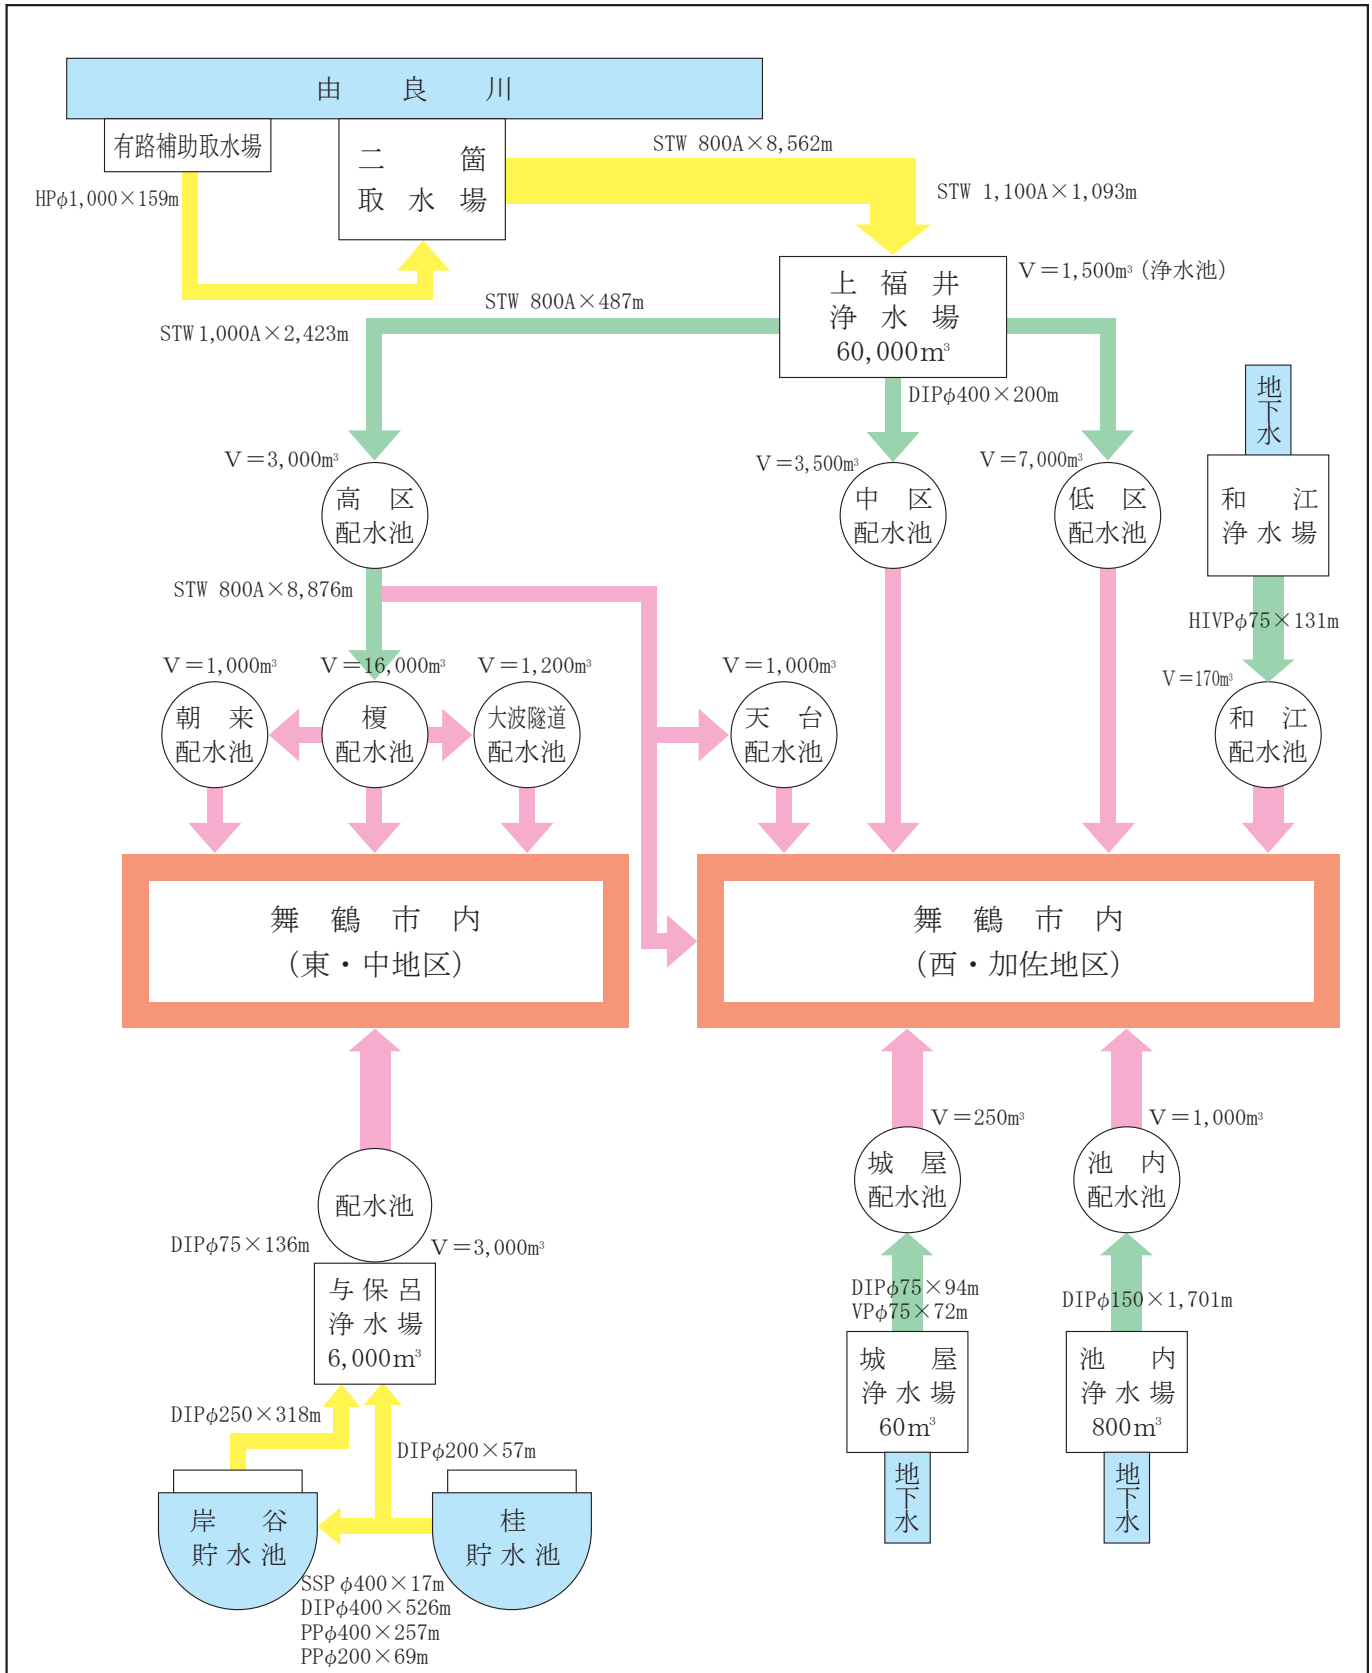 由良川
有路補助取水場
二箇
取水場
STW 800A×8,562m
HPφ1,000×159m
STW 1,100A×1,093m
上福井
浄水場
60,000m³
V=1,500m³(浄水池)
STW 800A×487m
STW 1,000A×2,423m
DIPφ400×200m
地下水
V=3,000m³
V=3,500m³
V=7,000m³
高区
配水池
中区
配水池
低区
配水池
和江
浄水場
STW 800A×8,876m
HIVPφ75×131m
V=1,000m³
V=16,000m³
V=1,200m³
V=1,000m³
V=170m³
朝来
配水池
榎
配水池
大波隧道
配水池
天台
配水池
和江
配水池
舞鶴市内
(東・中地区)
舞鶴市内
(西・加佐地区)
V=250m³
V=1,000m³
配水池
城屋
配水池
池内
配水池
DIPφ75×136m
V=3,000m³
与保呂
浄水場
6,000m³
DIPφ75×94m
VPφ75×72m
DIPφ150×1,701m
城屋
浄水場
60m³
池内
浄水場
800m³
DIPφ250×318m
DIPφ200×57m
地下水
地下水
岸谷
貯水池
桂
貯水池
SSPφ400×17m
DIPφ400×526m
PPφ400×257m
PPφ200×69m